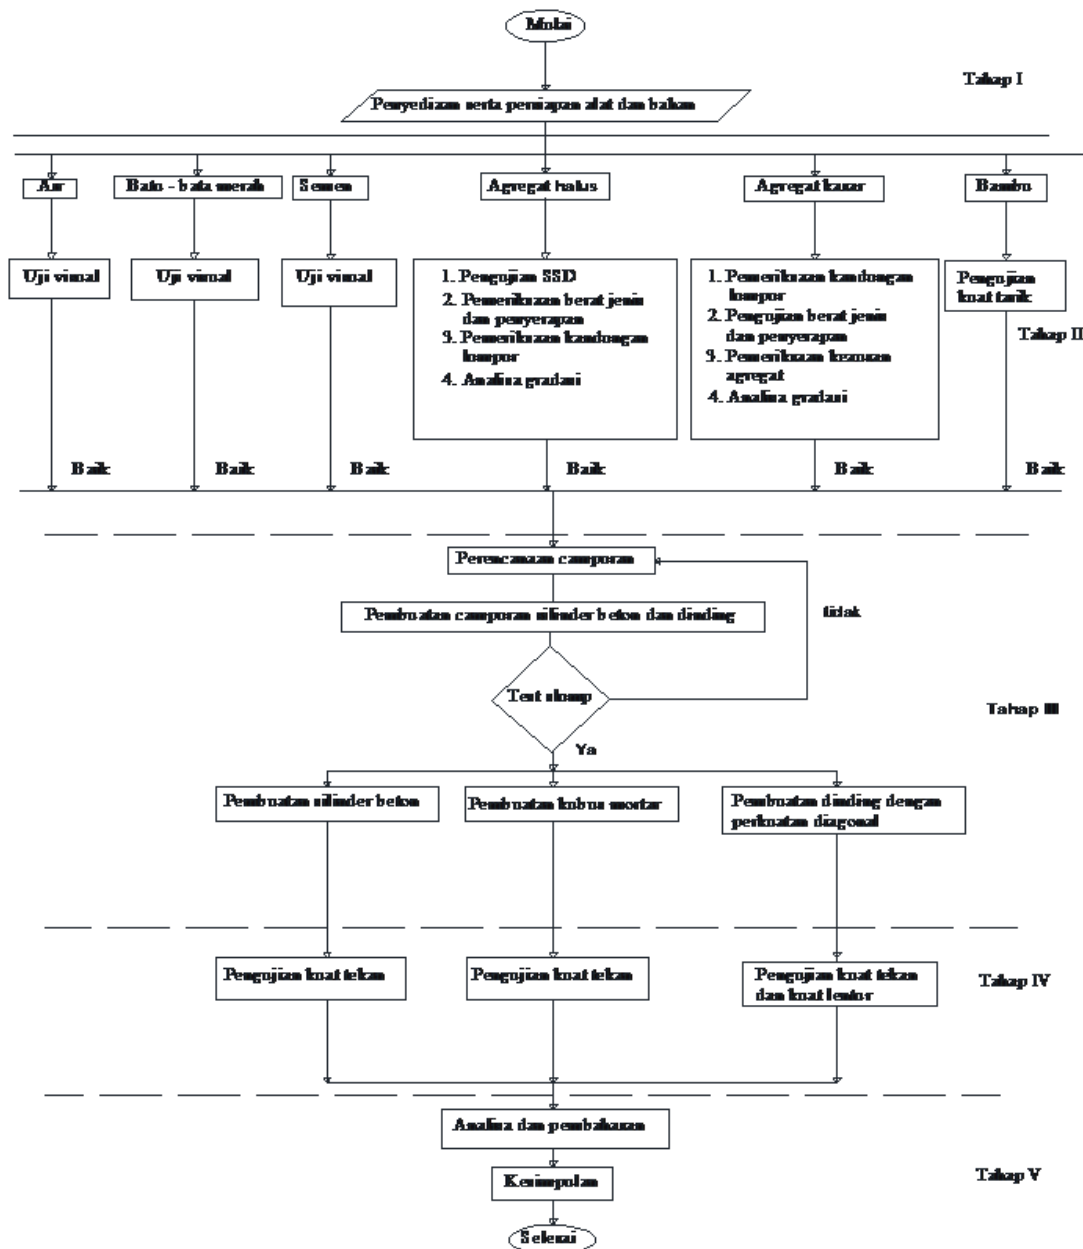 Mulai
Tahap I
Penyediaan serta persiapan alat dan bahan
Air
Batu - bata merah
Semen
Agregat halus
Agregat kasar
Bambu
Uji visual
Uji visual
Uji visual
1. Pengujian SSD
2. Pemeriksaan berat jenis
dan penyerapan
3. Pemeriksaan kandungan
lumpur
4. Analisa gradasi
1. Pemeriksaan kandungan
lumpur
2. Pengujian berat jenis
dan penyerapan
3. Pemeriksaan keausan
agregat
4. Analisa gradasi
Pengujian
kuat tarik
Tahap II
Baik
Baik
Baik
Baik
Baik
Baik
Perencanaan campuran
Pembuatan campuran silinder beton dan dinding
tidak
Test slump
Tahap III
Ya
Pembuatan silinder beton
Pembuatan kubus mortar
Pembuatan dinding dengan
perkuatan diagonal
Pengujian kuat tekan
Pengujian kuat tekan
Pengujian kuat tekan
dan kuat lentur
Tahap IV
Analisa dan pembahasan
Kesimpulan
Tahap V
Selesai